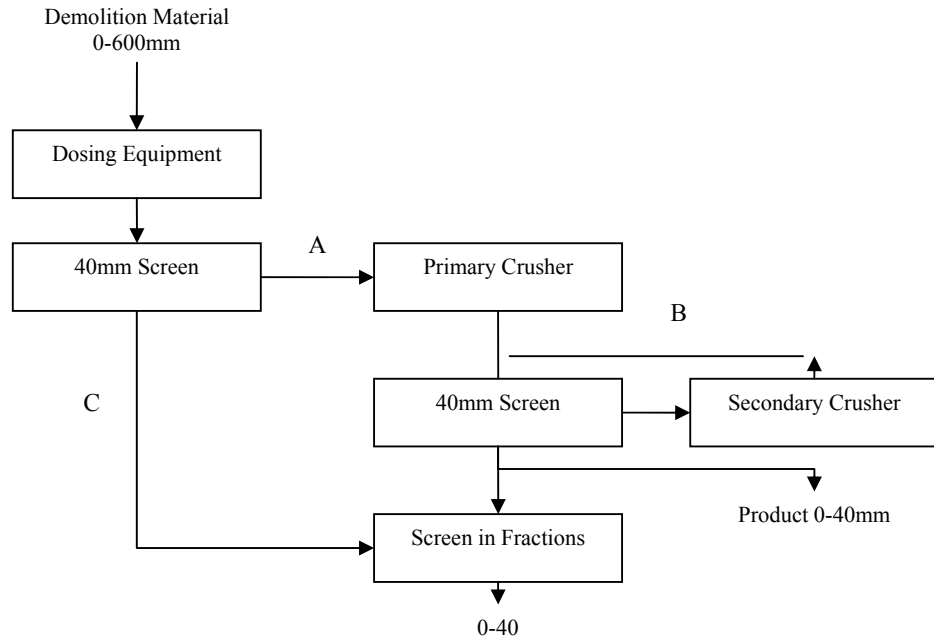 Demolition Material
0-600mm
Dosing Equipment
40mm Screen
A
Primary Crusher
B
C
40mm Screen
Secondary Crusher
Product 0-40mm
Screen in Fractions
0-40